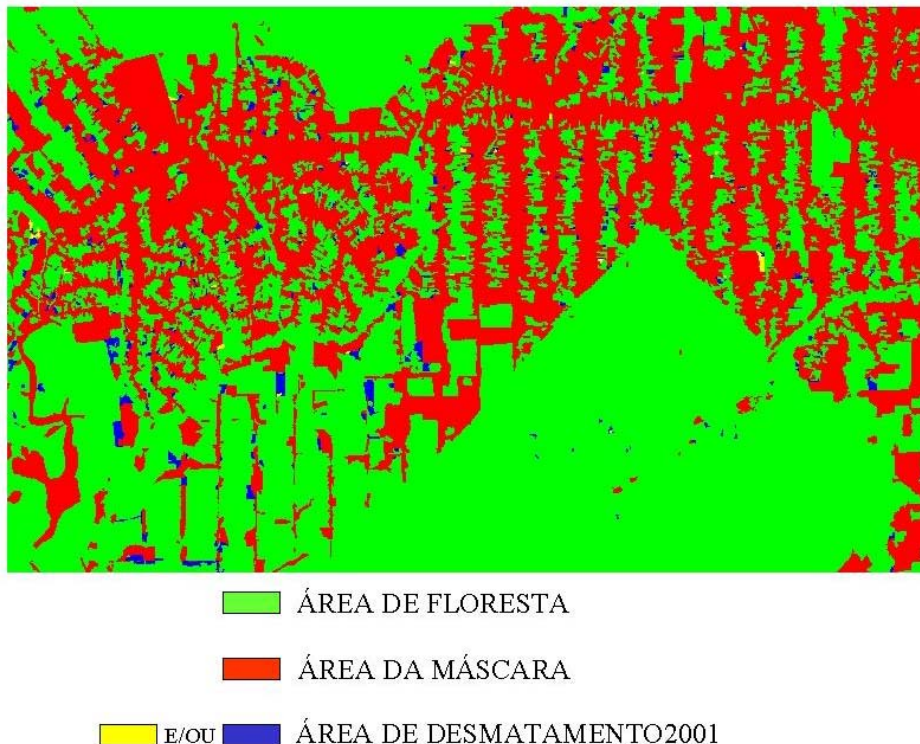 ÁREA DE FLORESTA
ÁREA DA MÁSCARA
E/OU ÁREA DE DESMATAMENTO2001